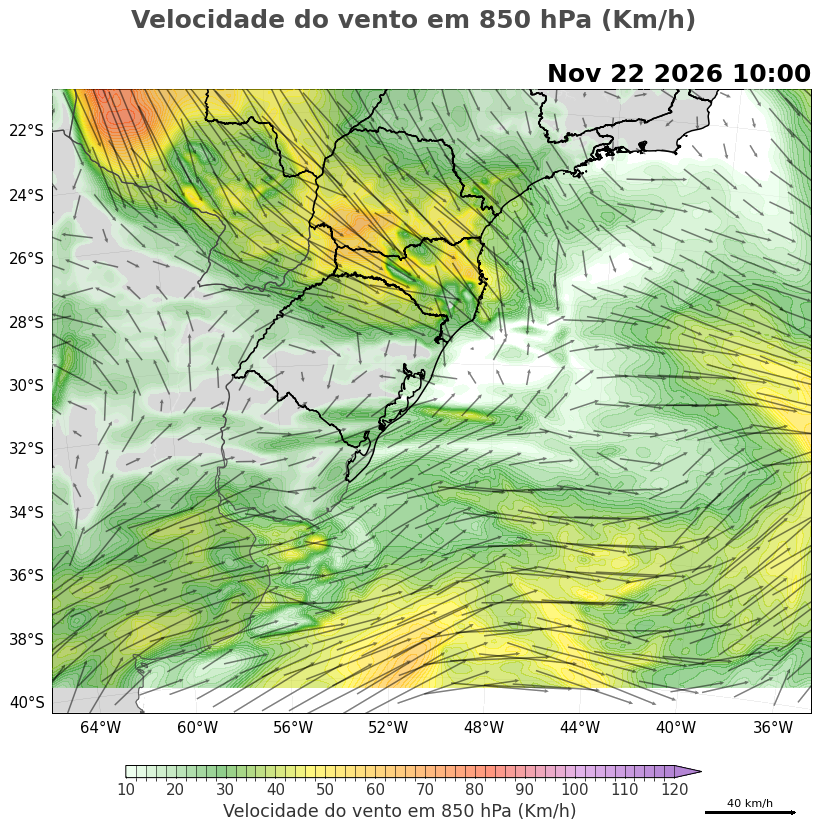 Velocidade do vento em 850 hPa (Km/h)
Nov 22 2026 10:00
22°S
24°S
26°S
28°S
30°S
32°S
34°S
36°S
38°S
40°S
64°W 60°W 56°W 52°W 48°W 44°W 40°W 36°W
10 20 30 40 50 60 70 80 90 100 110 120
Velocidade do vento em 850 hPa (Km/h)
40 km/h